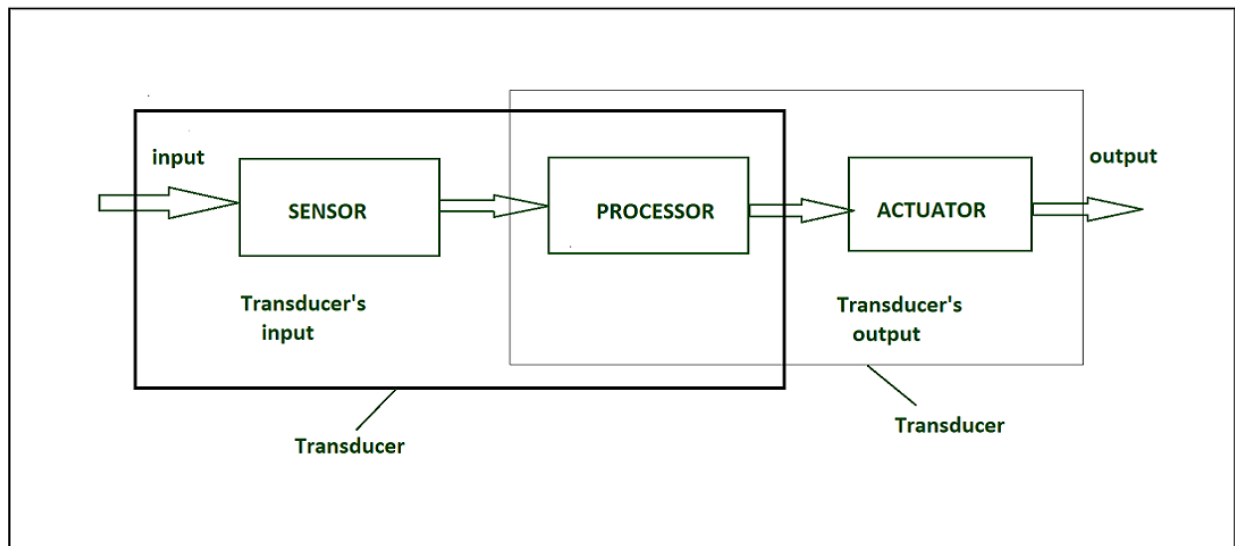 input
output
SENSOR
PROCESSOR
ACTUATOR
Transducer's
input
Transducer's
output
Transducer
Transducer